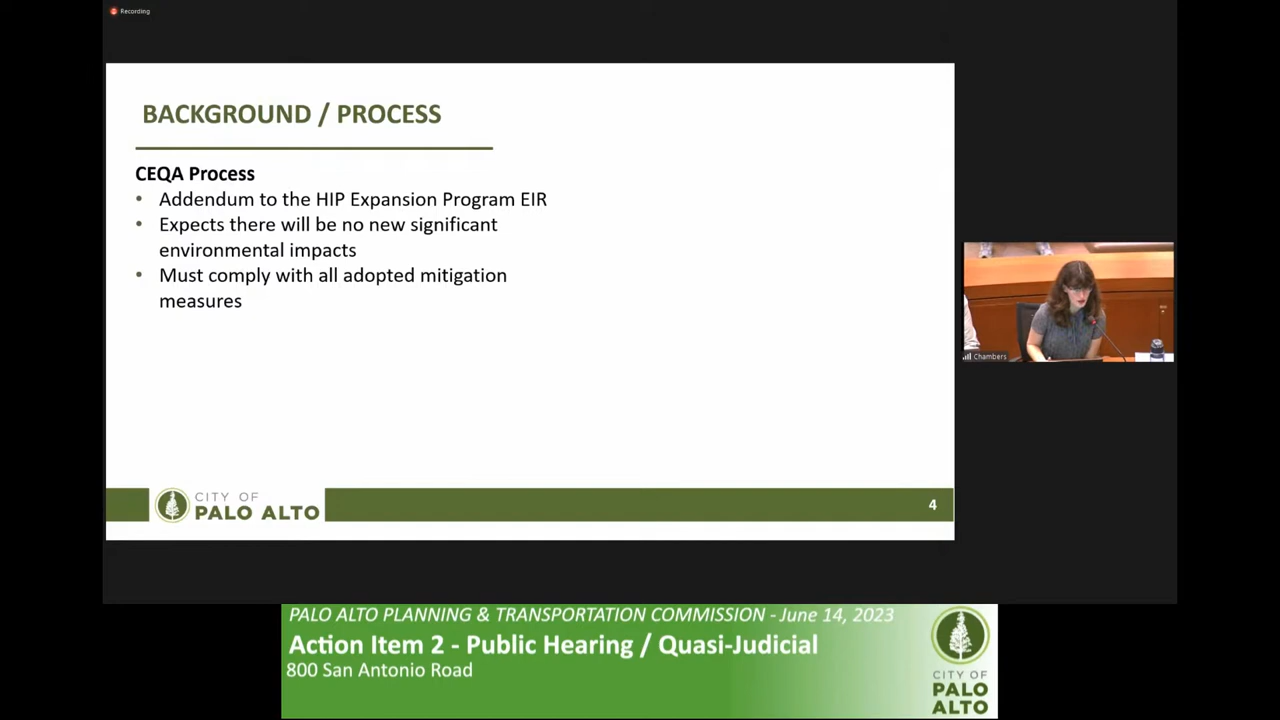 Recording
BACKGROUND / PROCESS
CEQA Process
• Addendum to the HIP Expansion Program EIR
• Expects there will be no new significant
environmental impacts
• Must comply with all adopted mitigation
measures
CITY OF
PALO ALTO
4
Chambers
PALO ALTO PLANNING & TRANSPORTATION COMMISSION - June 14, 2023
Action Item 2 - Public Hearing / Quasi-Judicial
800 San Antonio Road
CITY OF
PALO
ALTO